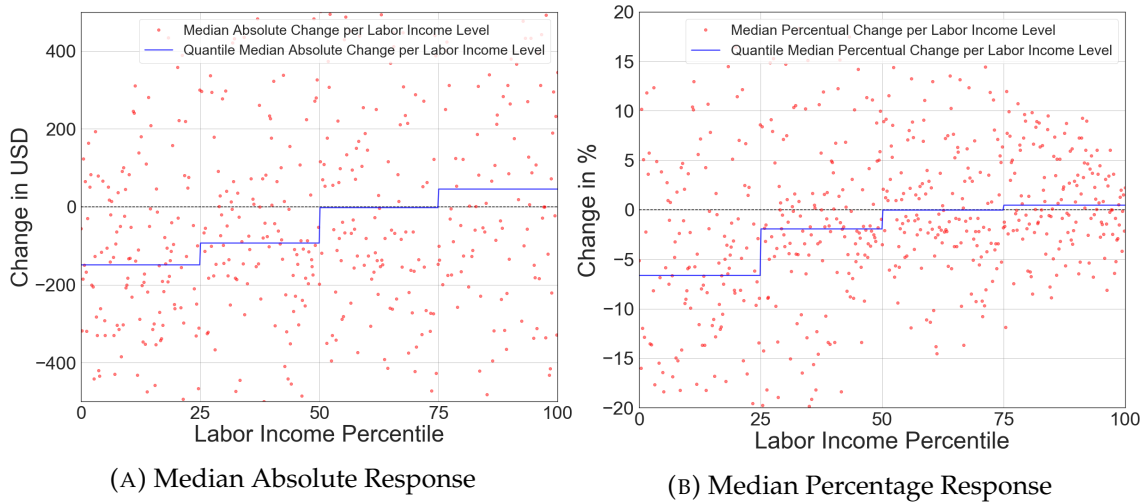 Median Absolute Change per Labor Income Level
Quantile Median Absolute Change per Labor Income Level
Change in USD
400
200
0
−200
−400
0 25 50 75 100
Labor Income Percentile
(A) Median Absolute Response
Median Percentual Change per Labor Income Level
Quantile Median Percentual Change per Labor Income Level
Change in %
20
15
10
5
0
−5
−10
−15
−20
0 25 50 75 100
Labor Income Percentile
(B) Median Percentage Response